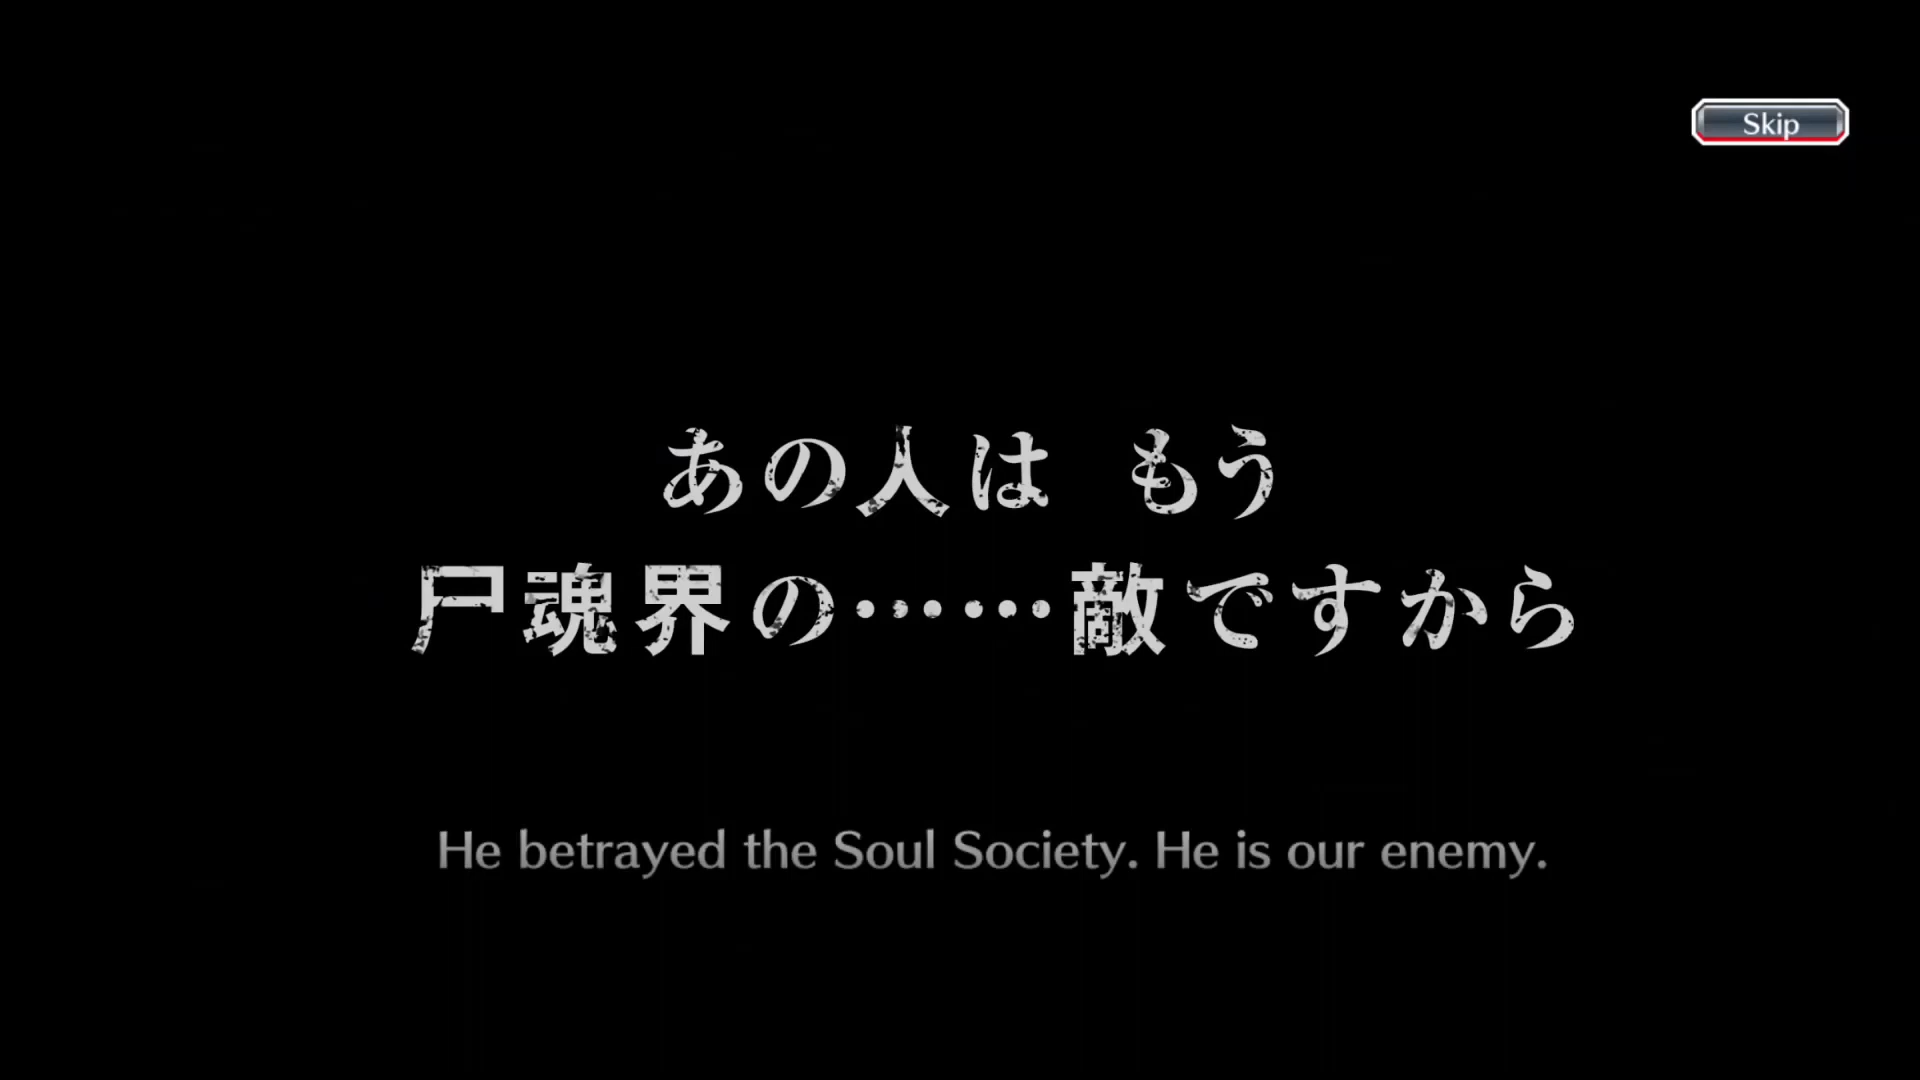 Skip
あの人は もう
尸魂界の……敵ですから
He betrayed the Soul Society. He is our enemy.